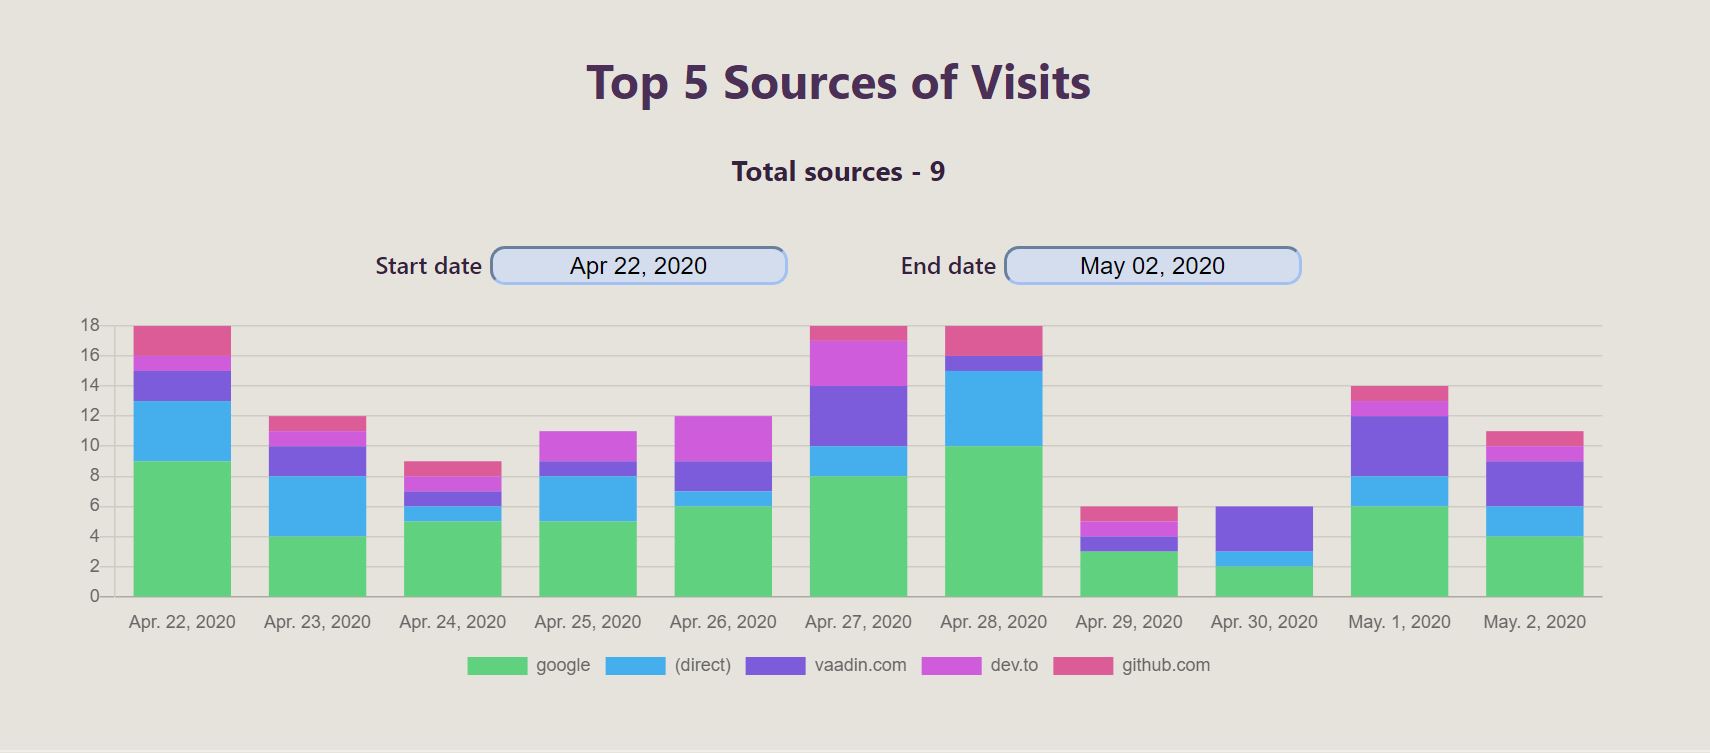 Top 5 Sources of Visits
Total sources - 9
Start date Apr 22, 2020 End date May 02, 2020
18
16
14
12
10
8
6
4
2
0
Apr. 22, 2020 Apr. 23, 2020 Apr. 24, 2020 Apr. 25, 2020 Apr. 26, 2020 Apr. 27, 2020 Apr. 28, 2020 Apr. 29, 2020 Apr. 30, 2020 May. 1, 2020 May. 2, 2020
google (direct) vaadin.com dev.to github.com